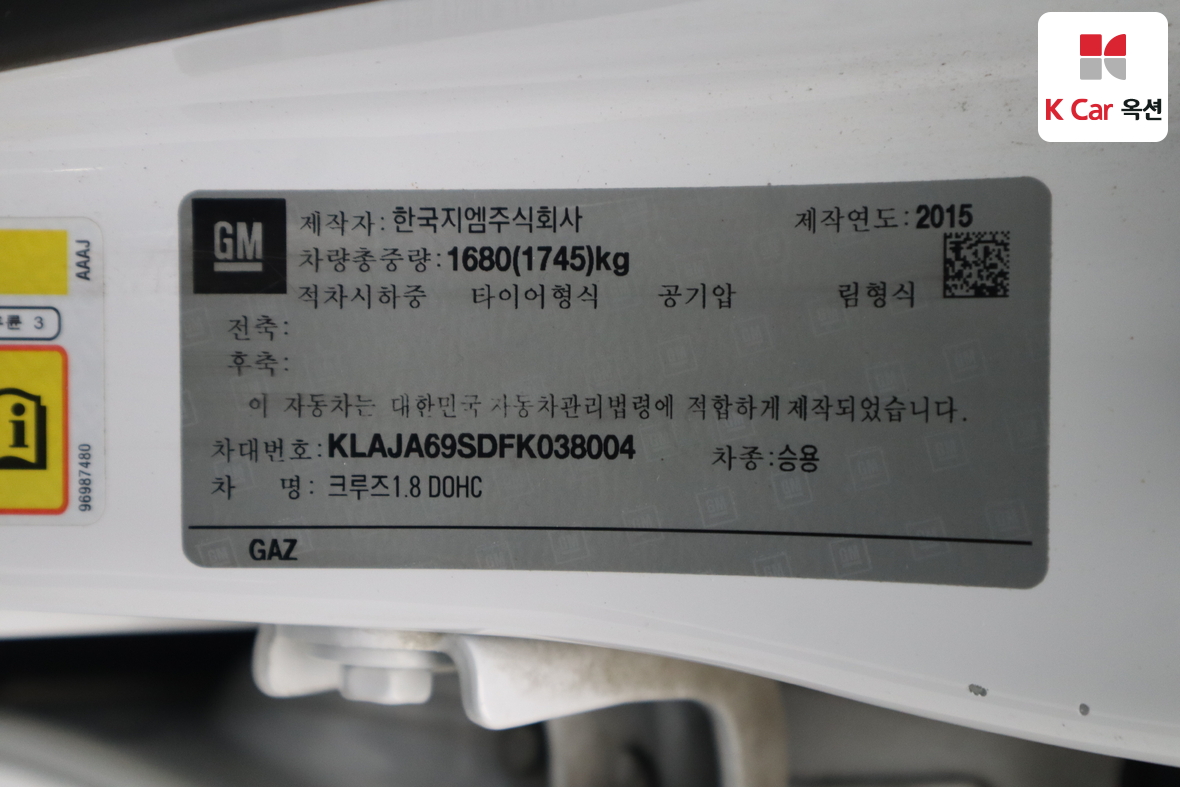 K Car 옥션
GM
제작자: 한국지엠주식회사 제작연도: 2015
차량총중량: 1680(1745)kg
적차시하중 타이어형식 공기압 림형식
전축:
후축:
이 자동차는 대한민국 자동차관리법령에 적합하게 제작되었습니다.
차대번호: KLAJA69SDFK038004 차종: 승용
차 명: 크루즈1.8 DOHC
GAZ
AAAJ
3
i
96987480